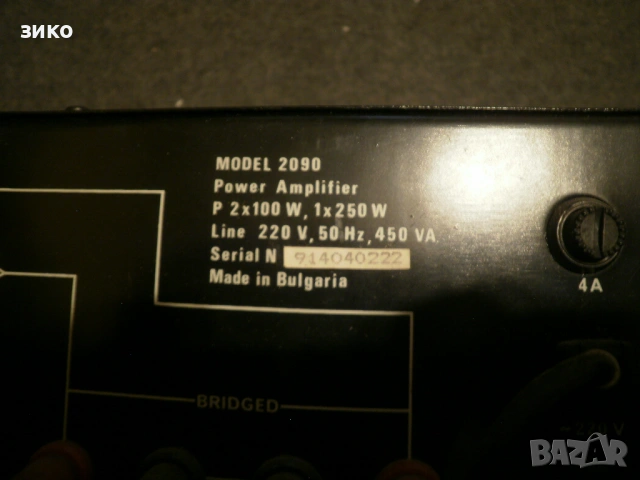 зико
MODEL 2090
Power Amplifier
P 2x100 W, 1x250 W
Line 220 V, 50 Hz, 450 VA
Serial N 914040222
Made in Bulgaria
4A
BRIDGED
~220V
BAZAR